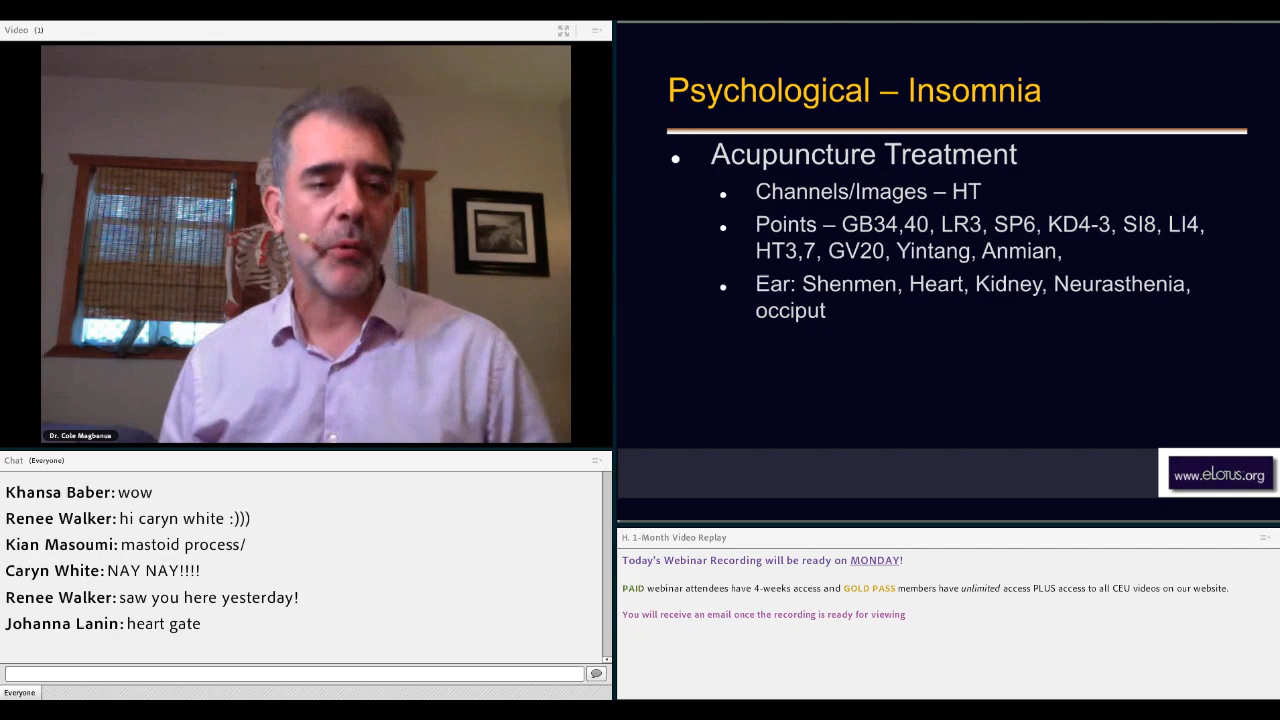 Video (1)
Dr. Cole Magbanua
Chat (Everyone)
Khansa Baber: wow
Renee Walker: hi caryn white :)))
Kian Masoumi: mastoid process/
Caryn White: NAY NAY!!!!
Renee Walker: saw you here yesterday!
Johanna Lanin: heart gate
Everyone
Psychological – Insomnia
• Acupuncture Treatment
• Channels/Images – HT
• Points – GB34,40, LR3, SP6, KD4-3, SI8, LI4,
HT3,7, GV20, Yintang, Anmian,
• Ear: Shenmen, Heart, Kidney, Neurasthenia,
occiput
www.eLotus.org
H. 1-Month Video Replay
Today's Webinar Recording will be ready on MONDAY!
PAID webinar attendees have 4-weeks access and GOLD PASS members have unlimited access PLUS access to all CEU videos on our website.
You will receive an email once the recording is ready for viewing